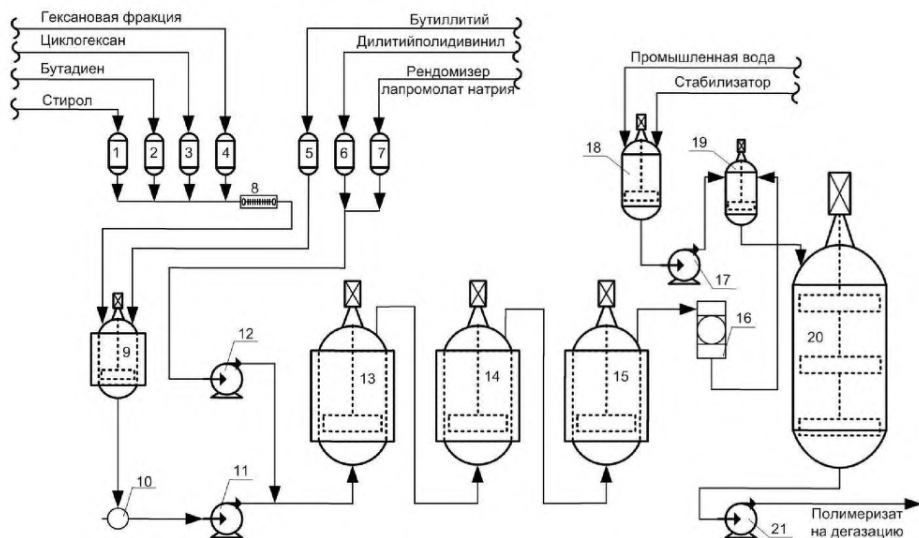 Гексановая фракция
Циклогексан
Бутадиен
Стирол
Бутиллитий
Дилитийполидивинил
Рендомизер
лапромолат натрия
Промышленная вода
Стабилизатор
1
2
3
4
5
6
7
8
9
10
11
12
13
14
15
16
17
18
19
20
21
Полимеризат
на дегазацию